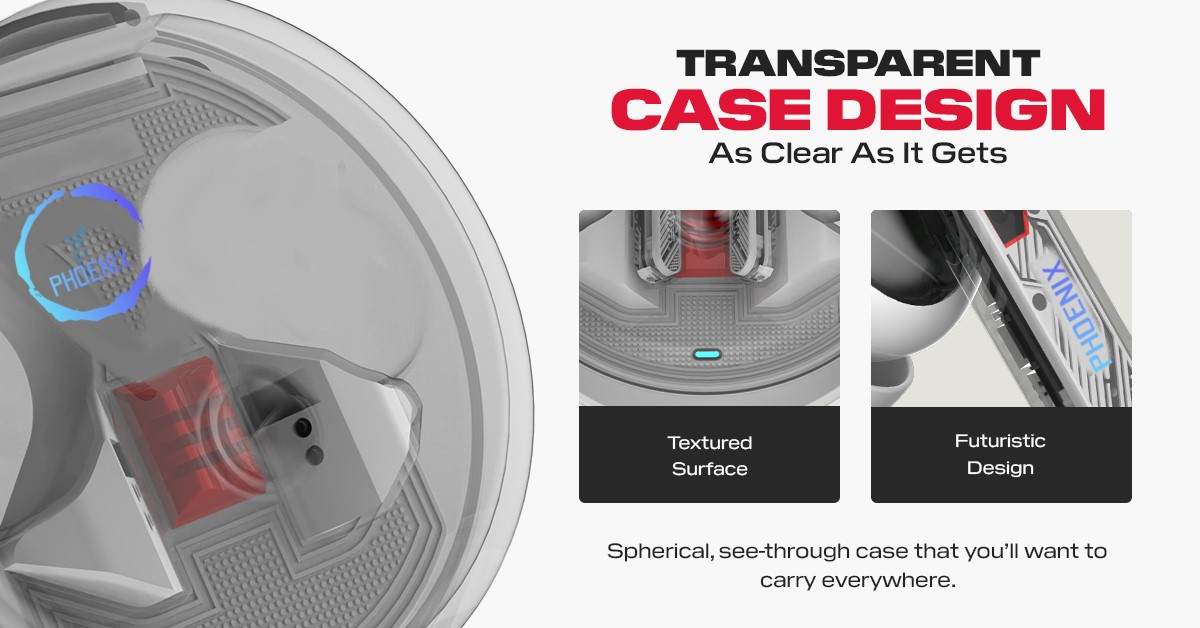 TRANSPARENT
CASE DESIGN
As Clear As It Gets
PHOENIX
PHOENIX
Textured
Surface
Futuristic
Design
Spherical, see-through case that you'll want to
carry everywhere.